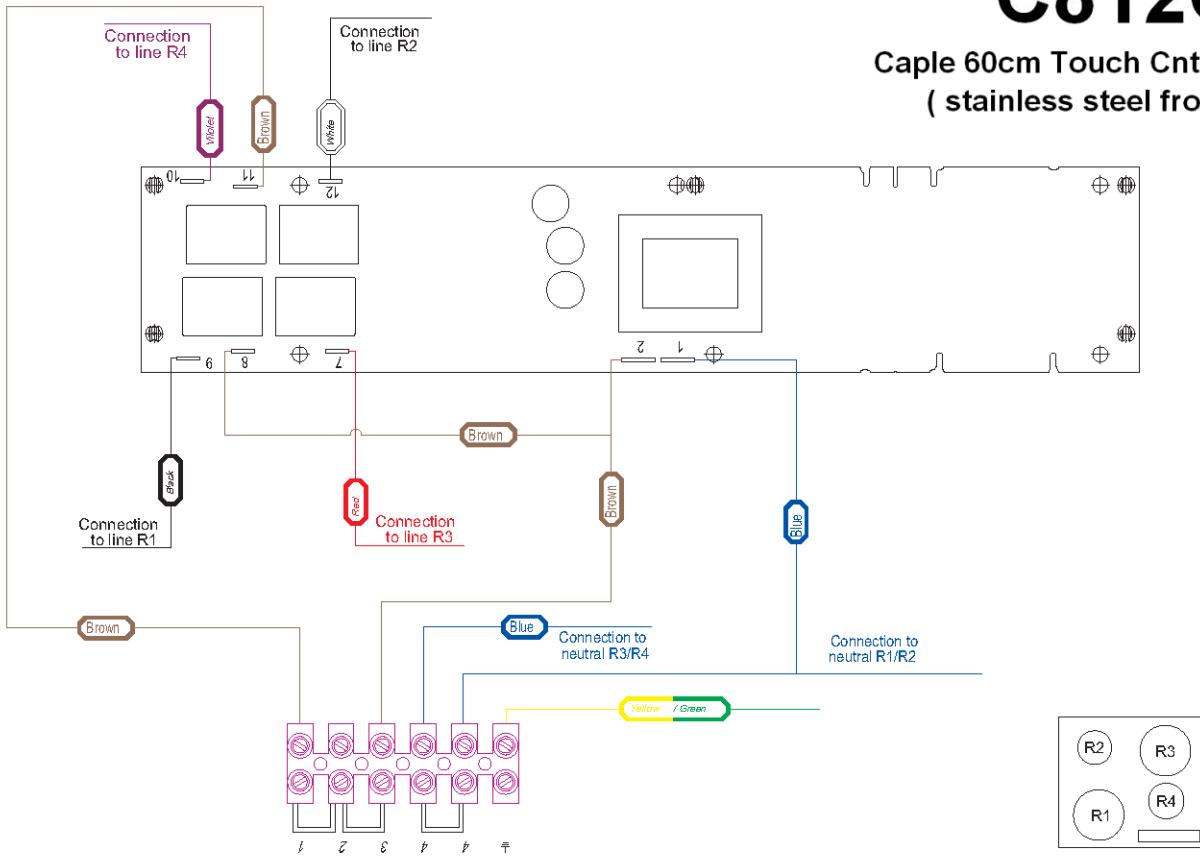 Caple 60cm Touch Cnt
( stainless steel fro
Connection
to line R4
Connection
to line R2
Violet
Brown
White
10
11
12
9
8
7
2
1
Brown
Black
Red
Brown
Blue
Connection
to line R1
Connection
to line R3
Brown
Blue
Connection to
neutral R3/R4
Connection to
neutral R1/R2
Yellow / Green
R2
R3
R1
R4
1
2
3
4
4